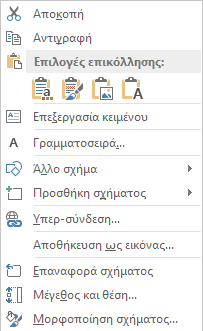 Αποκοπή
Αντιγραφή
Επιλογές επικόλλησης:
Επεξεργασία κειμένου
Γραμματοσειρά...
Άλλο σχήμα
Προσθήκη σχήματος
Υπερ-σύνδεση...
Αποθήκευση ως εικόνας...
Επαναφορά σχήματος
Μέγεθος και θέση...
Μορφοποίηση σχήματος...